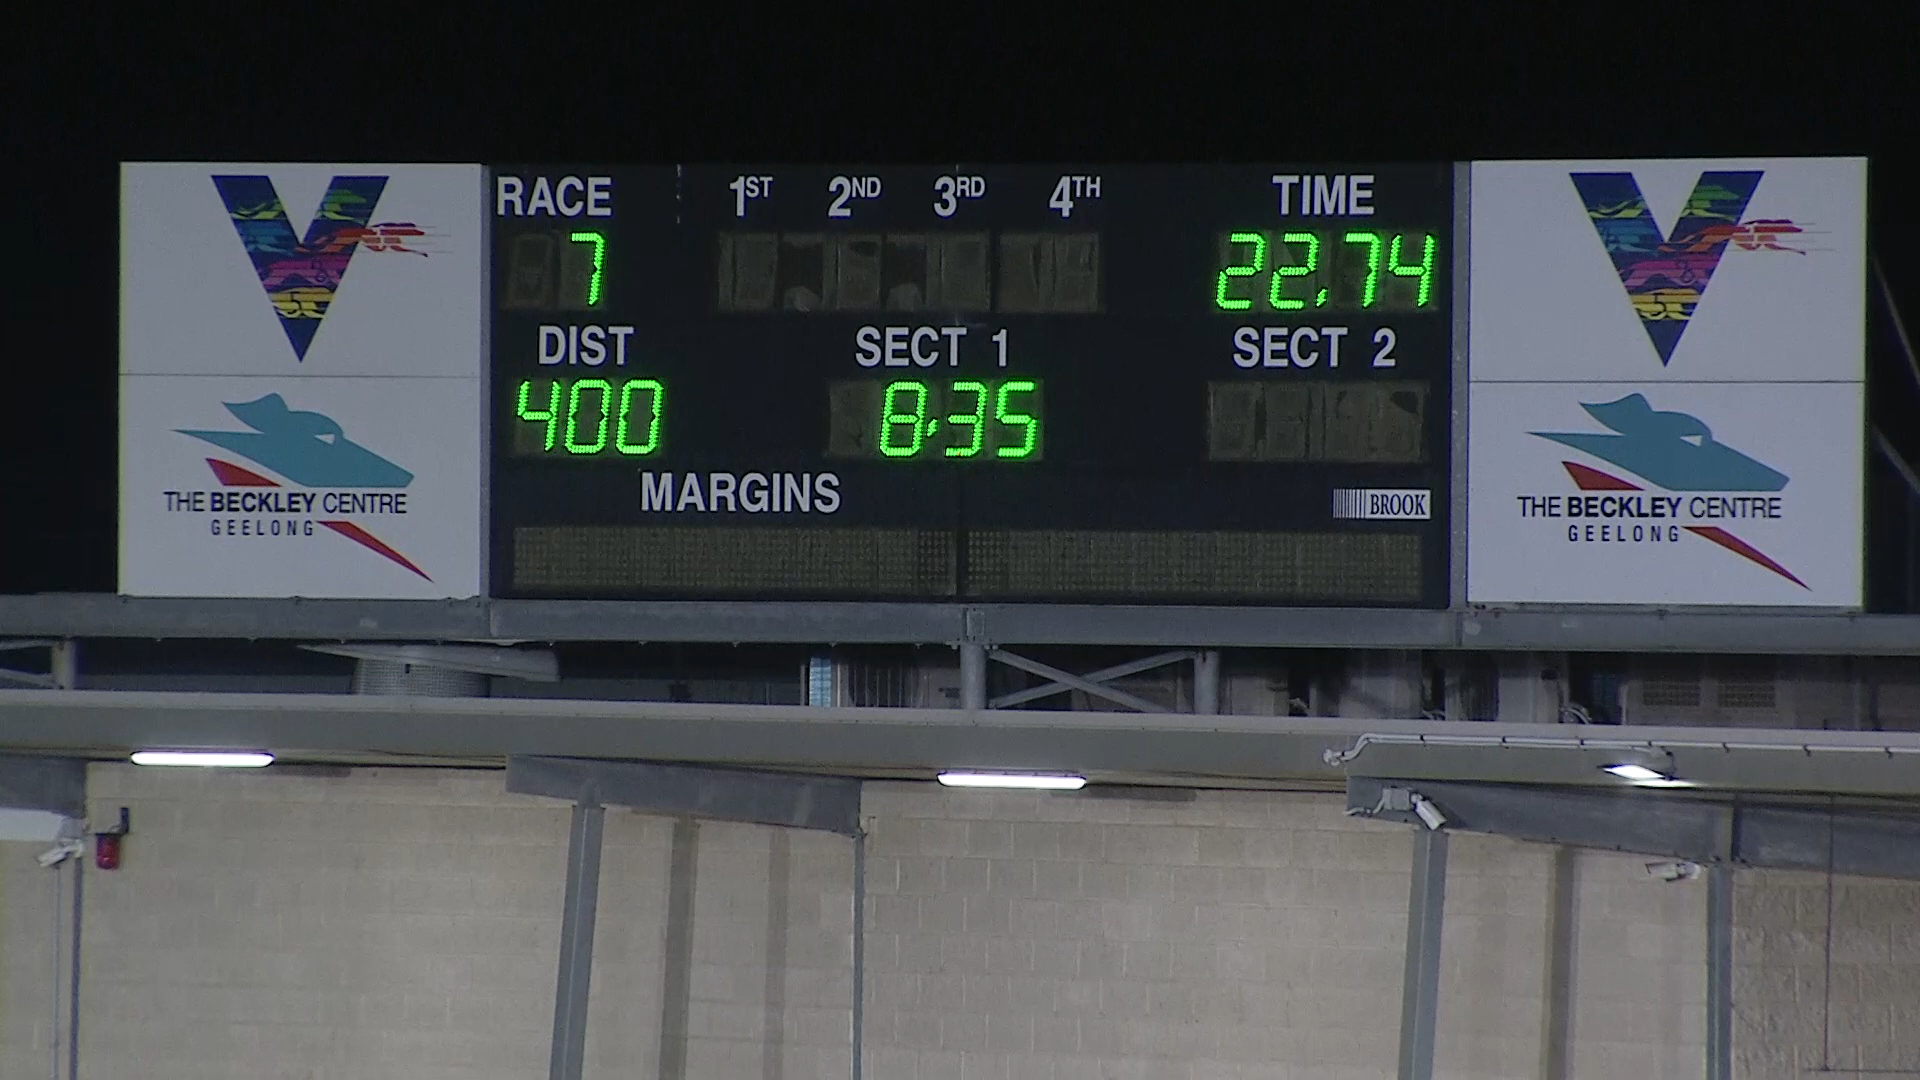 RACE 1ST 2ND 3RD 4TH TIME
7 22.74
DIST SECT 1 SECT 2
400 8.35
MARGINS
BROOK
THE BECKLEY CENTRE
GEELONG
THE BECKLEY CENTRE
GEELONG